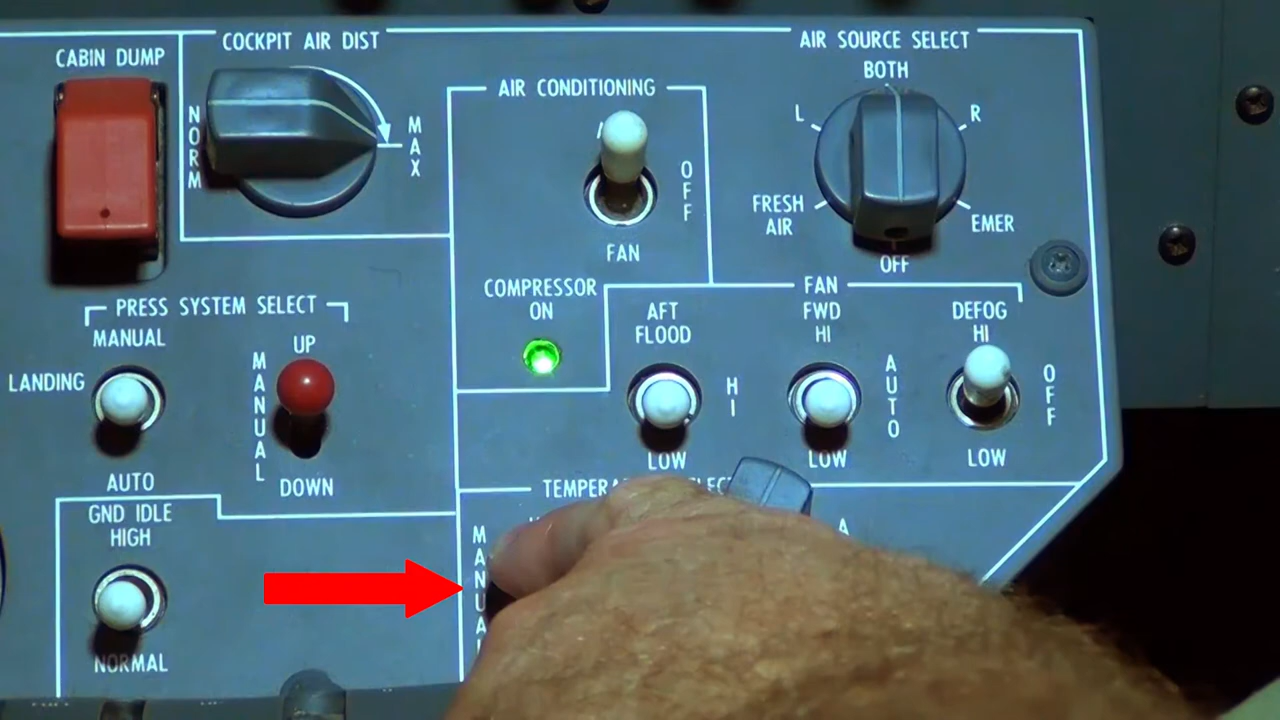 CABIN DUMP
COCKPIT AIR DIST
NORM
MAX
AIR CONDITIONING
OFF
FAN
AIR SOURCE SELECT
BOTH
L
R
FRESH
AIR
EMER
OFF
PRESS SYSTEM SELECT
MANUAL
LANDING
AUTO
UP
MANUAL
DOWN
COMPRESSOR
ON
FAN
AFT
FLOOD
HI
LOW
FWD
HI
AUTO
LOW
DEFOG
HI
OFF
LOW
GND IDLE
HIGH
NORMAL
MANUAL
A